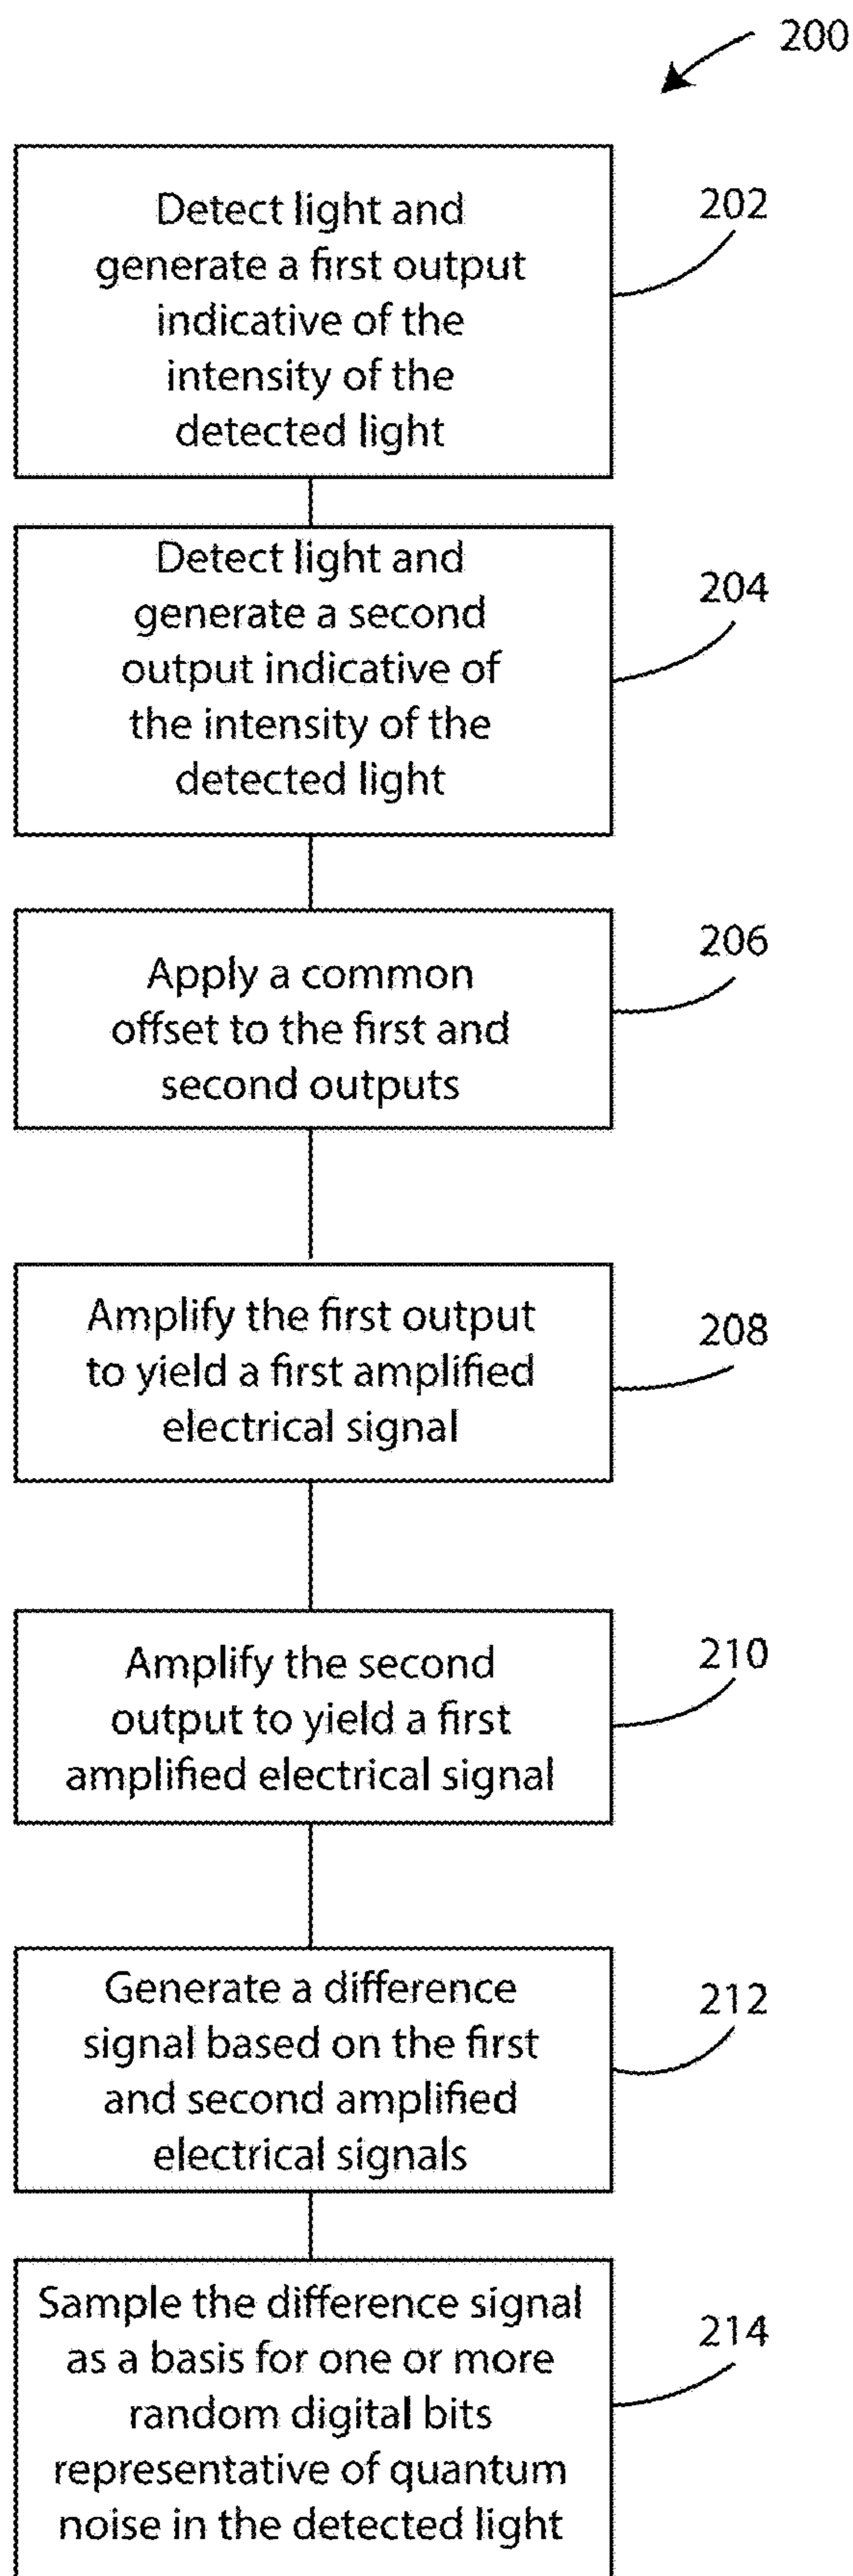 200
Detect light and
generate a first output
indicative of the
intensity of the
detected light
202
Detect light and
generate a second
output indicative of
the intensity of the
detected light
204
Apply a common
offset to the first and
second outputs
206
Amplify the first output
to yield a first amplified
electrical signal
208
Amplify the second
output to yield a first
amplified electrical signal
210
Generate a difference
signal based on the first
and second amplified
electrical signals
212
Sample the difference signal
as a basis for one or more
random digital bits
representative of quantum
noise in the detected light
214